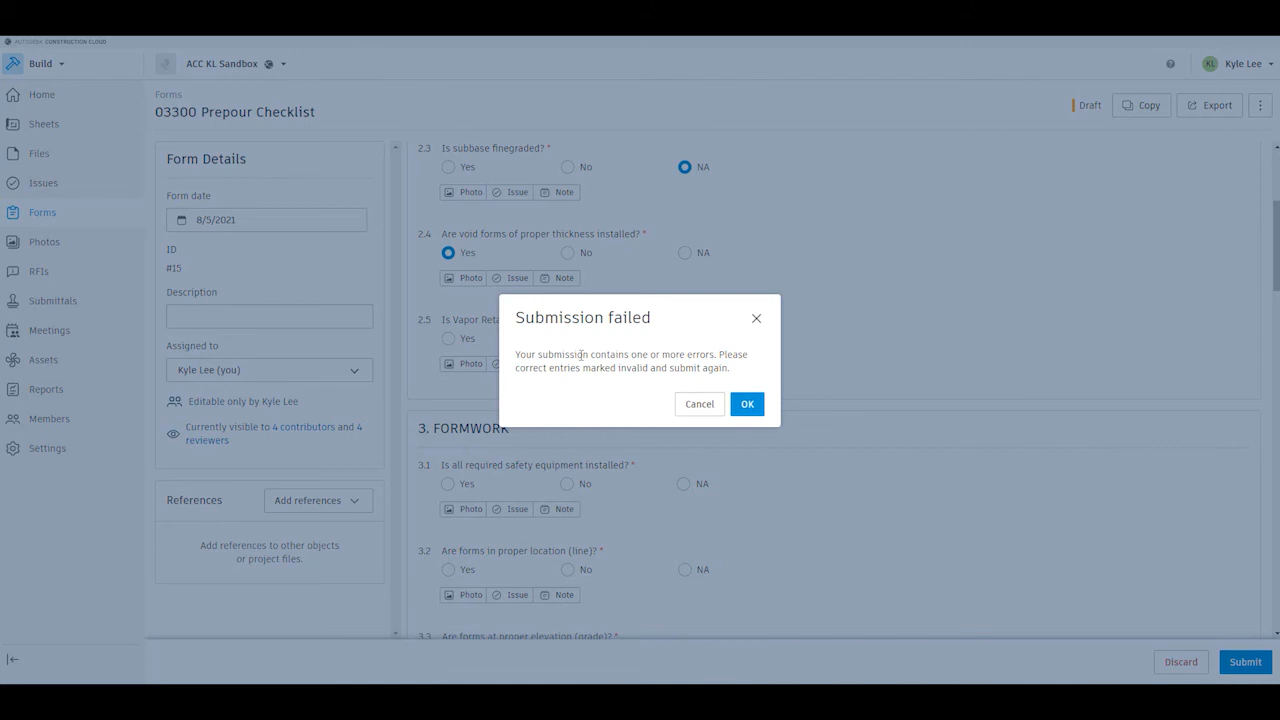 AUTODESK CONSTRUCTION CLOUD
Build
ACC KL Sandbox
KL
Kyle Lee
Home
Sheets
Files
Issues
Forms
Photos
RFIs
Submittals
Meetings
Assets
Reports
Members
Settings
Forms
03300 Prepour Checklist
Draft
Copy
Export
Form Details
Form date
8/5/2021
ID
#15
Description
Assigned to
Kyle Lee (you)
Editable only by Kyle Lee
Currently visible to 4 contributors and 4
reviewers
References
Add references
Add references to other objects
or project files.
2.3 Is subbase finegraded? *
Yes No NA
Photo Issue Note
2.4 Are void forms of proper thickness installed? *
Yes No NA
Photo Issue Note
2.5 Is Vapor Reta
Yes
Photo
Submission failed
Your submission contains one or more errors. Please
correct entries marked invalid and submit again.
Cancel OK
3. FORMWORK
3.1 Is all required safety equipment installed? *
Yes No NA
Photo Issue Note
3.2 Are forms in proper location (line)? *
Yes No NA
Photo Issue Note
3.3 Are forms at proper elevation (grade)? *
Discard Submit